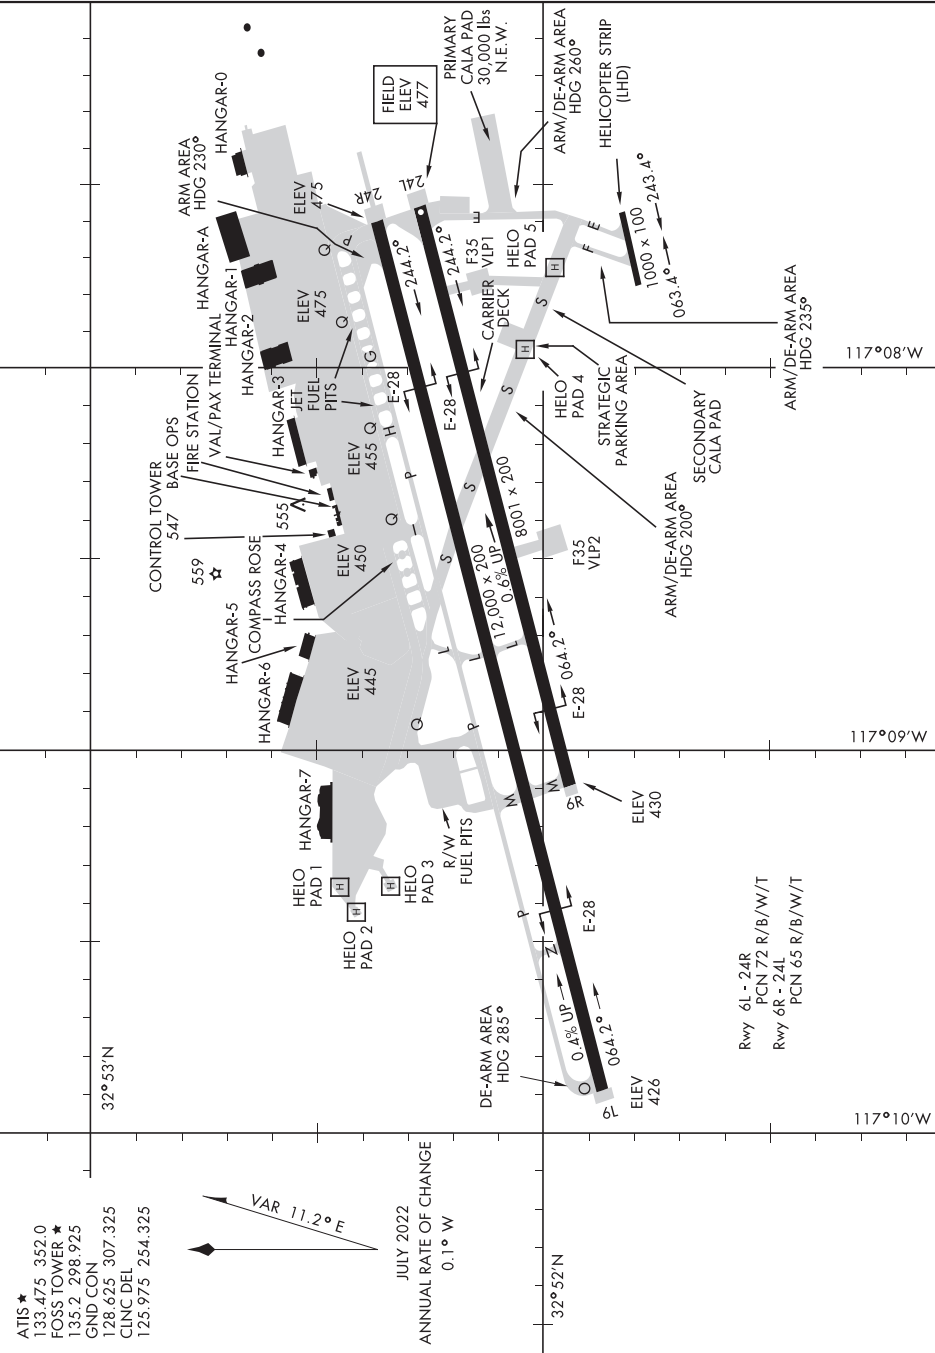 ATIS ★
133.475 352.0
FOSS TOWER ★
135.2 298.925
GND CON
128.625 307.325
CLNC DEL
125.975 254.325
VAR 11.2° E
JULY 2022
ANNUAL RATE OF CHANGE
0.1° W
32°53'N
32°52'N
117°10'W
117°09'W
117°08'W
HANGAR-7
HANGAR-6
HANGAR-5
COMPASS ROSE
HANGAR-4
559
CONTROL TOWER
547
BASE OPS
FIRE STATION
VAL/PAX TERMINAL
555
HANGAR-3
HANGAR-2
HANGAR-1
HANGAR-A
HANGAR-0
ARM AREA
HDG 230°
JET
FUEL
PITS
ELEV
445
ELEV
450
ELEV
455
ELEV
475
ELEV
475
FIELD
ELEV
477
PRIMARY
CALA PAD
30,000 lbs
N.E.W.
ARM/DE-ARM AREA
HDG 260°
HELICOPTER STRIP
(LHD)
1000 x 100
063.4°
243.4°
HELO
PAD 1
H
HELO
PAD 2
H
HELO
PAD 3
H
R/W
FUEL PITS
Q
Q
Q
Q
Q
P
G
H
P
I
S
S
S
S
L
L
L
P
W
W
P
Z
E
E
F
24R
24L
244.2°
244.2°
E-28
E-28
CARRIER
DECK
F35
VLP1
HELO
PAD 5
H
H
HELO
PAD 4
STRATEGIC
PARKING AREA
SECONDARY
CALA PAD
ARM/DE-ARM AREA
HDG 235°
ARM/DE-ARM AREA
HDG 200°
F35
VLP2
12,000 x 200
0.6% UP
8001 x 200
064.2°
E-28
6R
ELEV
430
E-28
DE-ARM AREA
HDG 285°
0.4% UP
064.2°
6L
ELEV
426
Rwy 6L - 24R
PCN 72 R/B/W/T
Rwy 6R - 24L
PCN 65 R/B/W/T